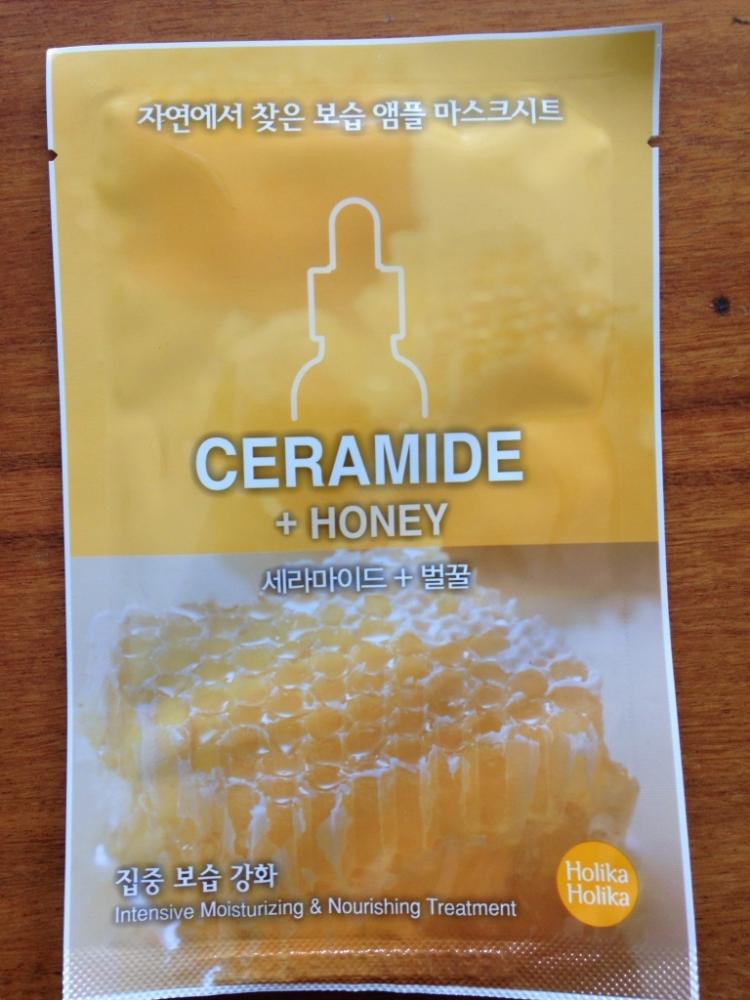 자연에서 찾은 보습 앰플 마스크시트
CERAMIDE
+ HONEY
세라마이드 + 벌꿀
집중 보습 강화
Intensive Moisturizing & Nourishing Treatment
Holika
Holika